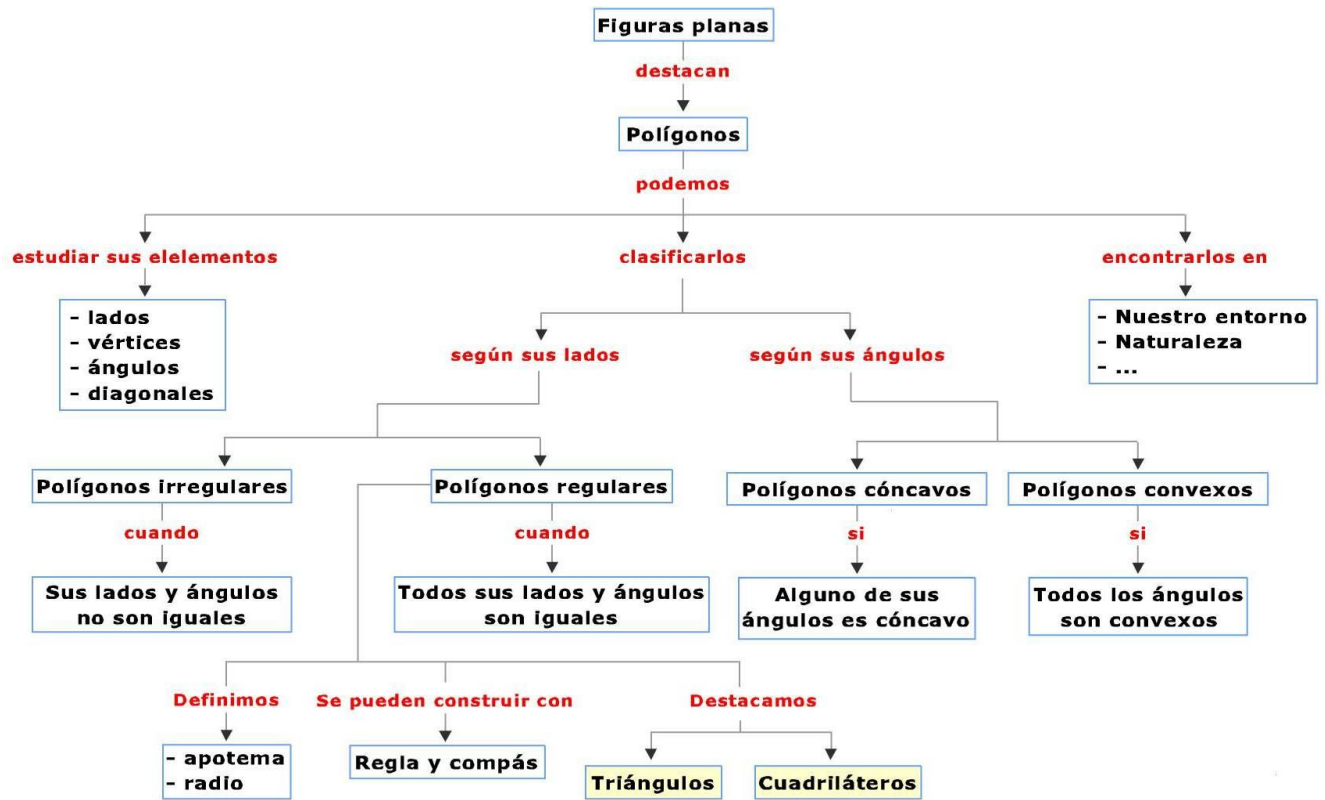 Figuras planas
destacan
Polígonos
podemos
estudiar sus elelementos
clasificarlos
encontrarlos en
- lados
- vértices
- ángulos
- diagonales
- Nuestro entorno
- Naturaleza
- ...
según sus lados
según sus ángulos
Polígonos irregulares
Polígonos regulares
Polígonos cóncavos
Polígonos convexos
cuando
cuando
si
si
Sus lados y ángulos
no son iguales
Todos sus lados y ángulos
son iguales
Alguno de sus
ángulos es cóncavo
Todos los ángulos
son convexos
Definimos
Se pueden construir con
Destacamos
- apotema
- radio
Regla y compás
Triángulos
Cuadriláteros